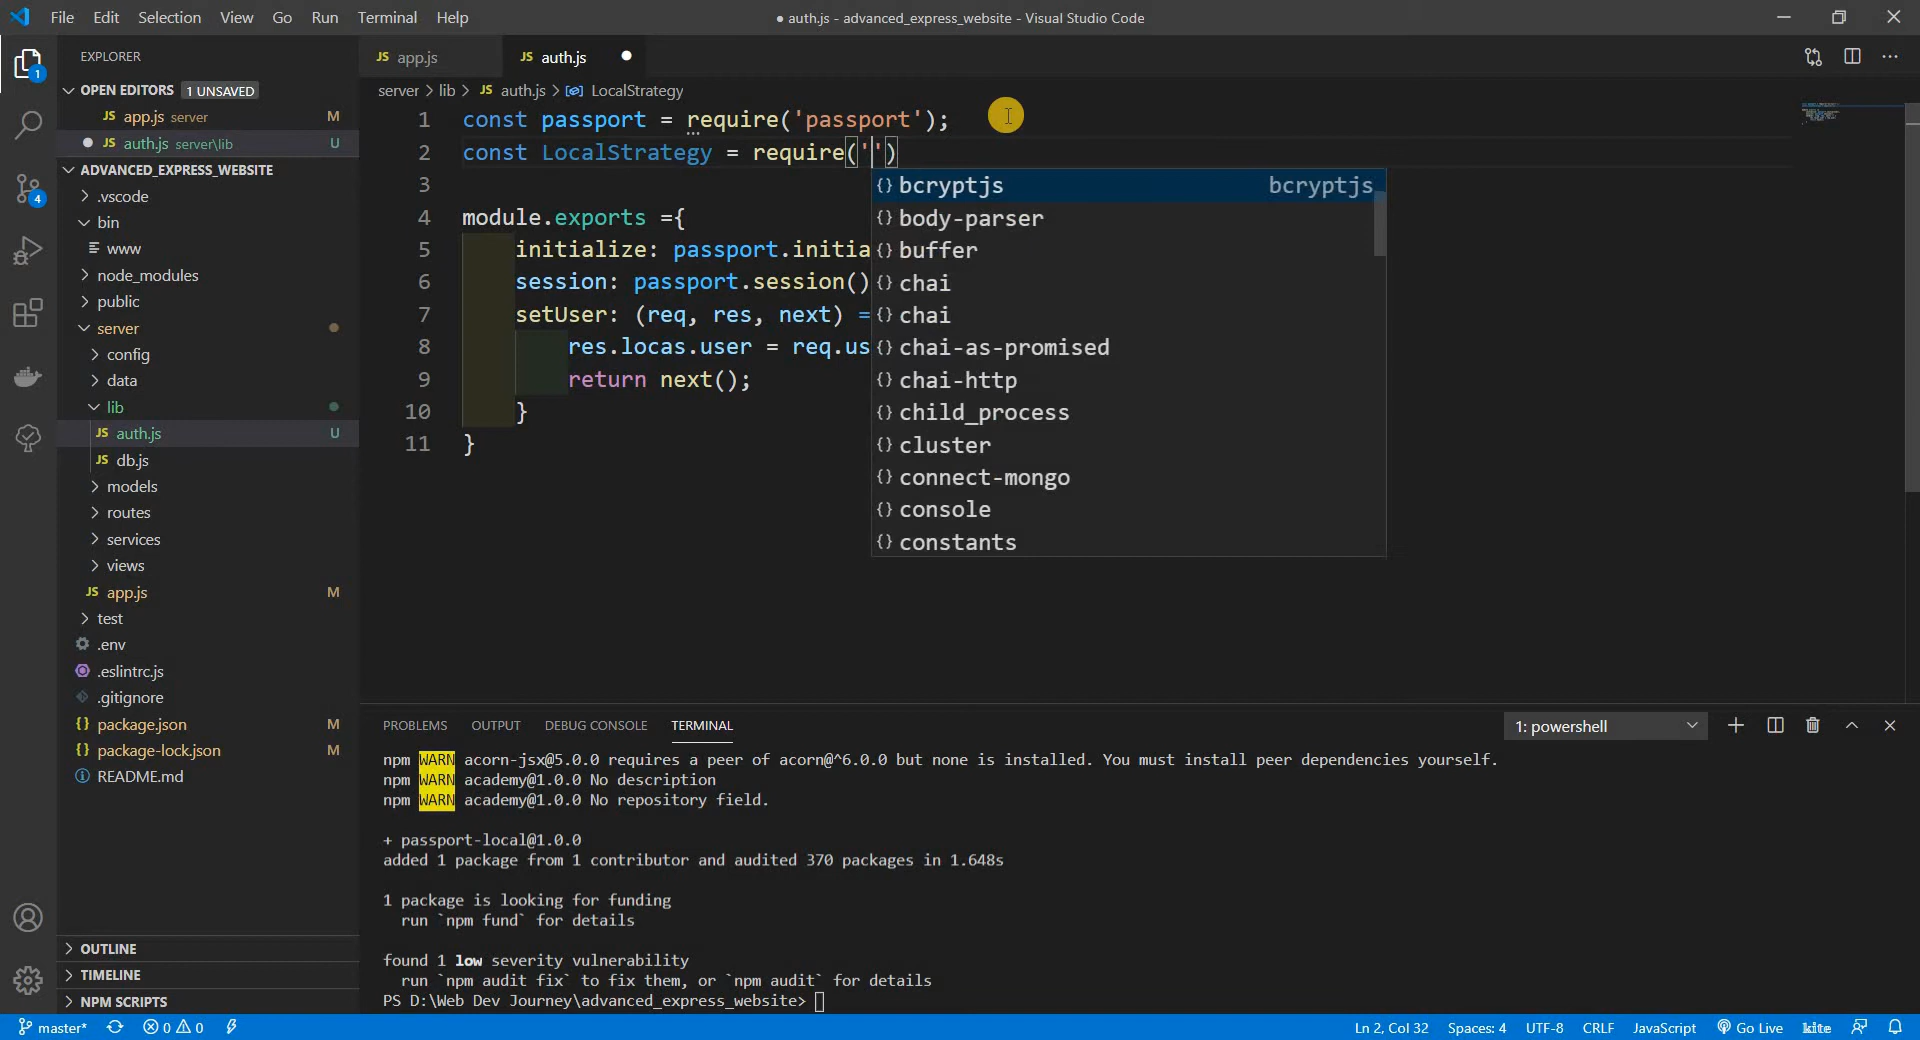 File Edit Selection View Go Run Terminal Help
● auth.js - advanced_express_website - Visual Studio Code
EXPLORER
OPEN EDITORS 1 UNSAVED
JS app.js server M
JS auth.js server\lib U
ADVANCED_EXPRESS_WEBSITE
.vscode
bin
www
node_modules
public
server
config
data
lib
JS auth.js U
JS db.js
models
routes
services
views
JS app.js M
test
.env
.eslintrc.js
.gitignore
{} package.json M
{} package-lock.json M
README.md
OUTLINE
TIMELINE
NPM SCRIPTS
1
4
JS app.js
JS auth.js
server > lib > JS auth.js > LocalStrategy
1 const passport = require('passport');
2 const LocalStrategy = require('')
3
4 module.exports ={
5 initialize: passport.initia
6 session: passport.session()
7 setUser: (req, res, next) =
8 res.locas.user = req.us
9 return next();
10 }
11 }
{} bcryptjs bcryptjs
{} body-parser
{} buffer
{} chai
{} chai
{} chai-as-promised
{} chai-http
{} child_process
{} cluster
{} connect-mongo
{} console
{} constants
PROBLEMS OUTPUT DEBUG CONSOLE TERMINAL
1: powershell
npm WARN acorn-jsx@5.0.0 requires a peer of acorn@^6.0.0 but none is installed. You must install peer dependencies yourself.
npm WARN academy@1.0.0 No description
npm WARN academy@1.0.0 No repository field.
+ passport-local@1.0.0
added 1 package from 1 contributor and audited 370 packages in 1.648s
1 package is looking for funding
run `npm fund` for details
found 1 low severity vulnerability
run `npm audit fix` to fix them, or `npm audit` for details
PS D:\Web Dev Journey\advanced_express_website>
master* 0 0
Ln 2, Col 32 Spaces: 4 UTF-8 CRLF JavaScript Go Live kite